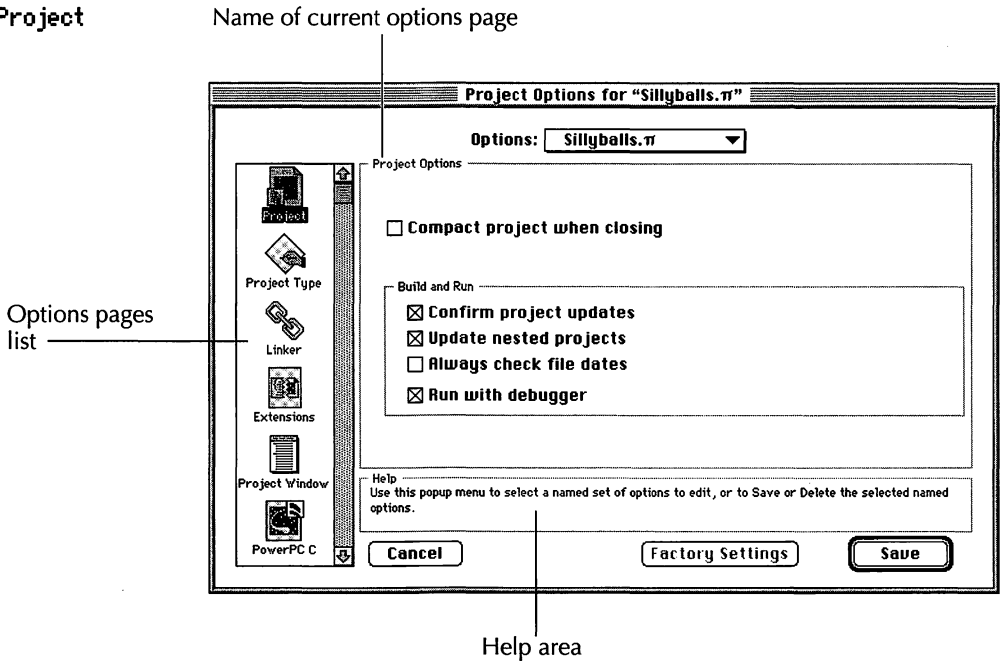 Project
Name of current options page
Project Options for “Sillyballs.π”
Options: Sillyballs.π
Project
Project Type
Linker
Extensions
Project Window
PowerPC C
Project Options
Compact project when closing
Build and Run
Confirm project updates
Update nested projects
Always check file dates
Run with debugger
Help
Use this popup menu to select a named set of options to edit, or to Save or Delete the selected named
options.
Cancel
Factory Settings
Save
Options pages
list
Help area